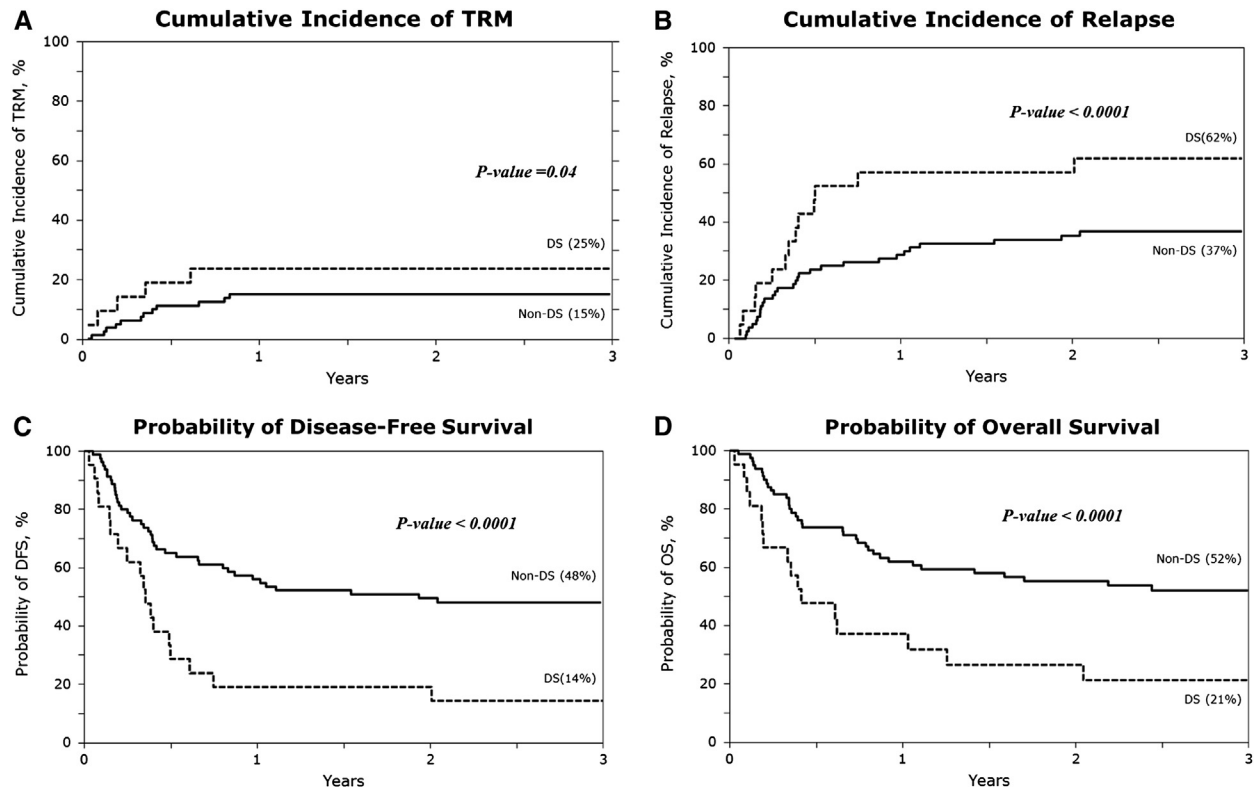 A
Cumulative Incidence of TRM
Cumulative Incidence of TRM, %
100
80
60
40
20
0
P-value =0.04
DS (25%)
Non-DS (15%)
0 1 2 3
Years
B
Cumulative Incidence of Relapse
Cumulative Incidence of Relapse, %
100
80
60
40
20
0
P-value < 0.0001
DS(62%)
Non-DS (37%)
0 1 2 3
Years
C
Probability of Disease-Free Survival
Probability of DFS, %
100
80
60
40
20
0
P-value < 0.0001
Non-DS (48%)
DS(14%)
0 1 2 3
Years
D
Probability of Overall Survival
Probability of OS, %
100
80
60
40
20
0
P-value < 0.0001
Non-DS (52%)
DS (21%)
0 1 2 3
Years